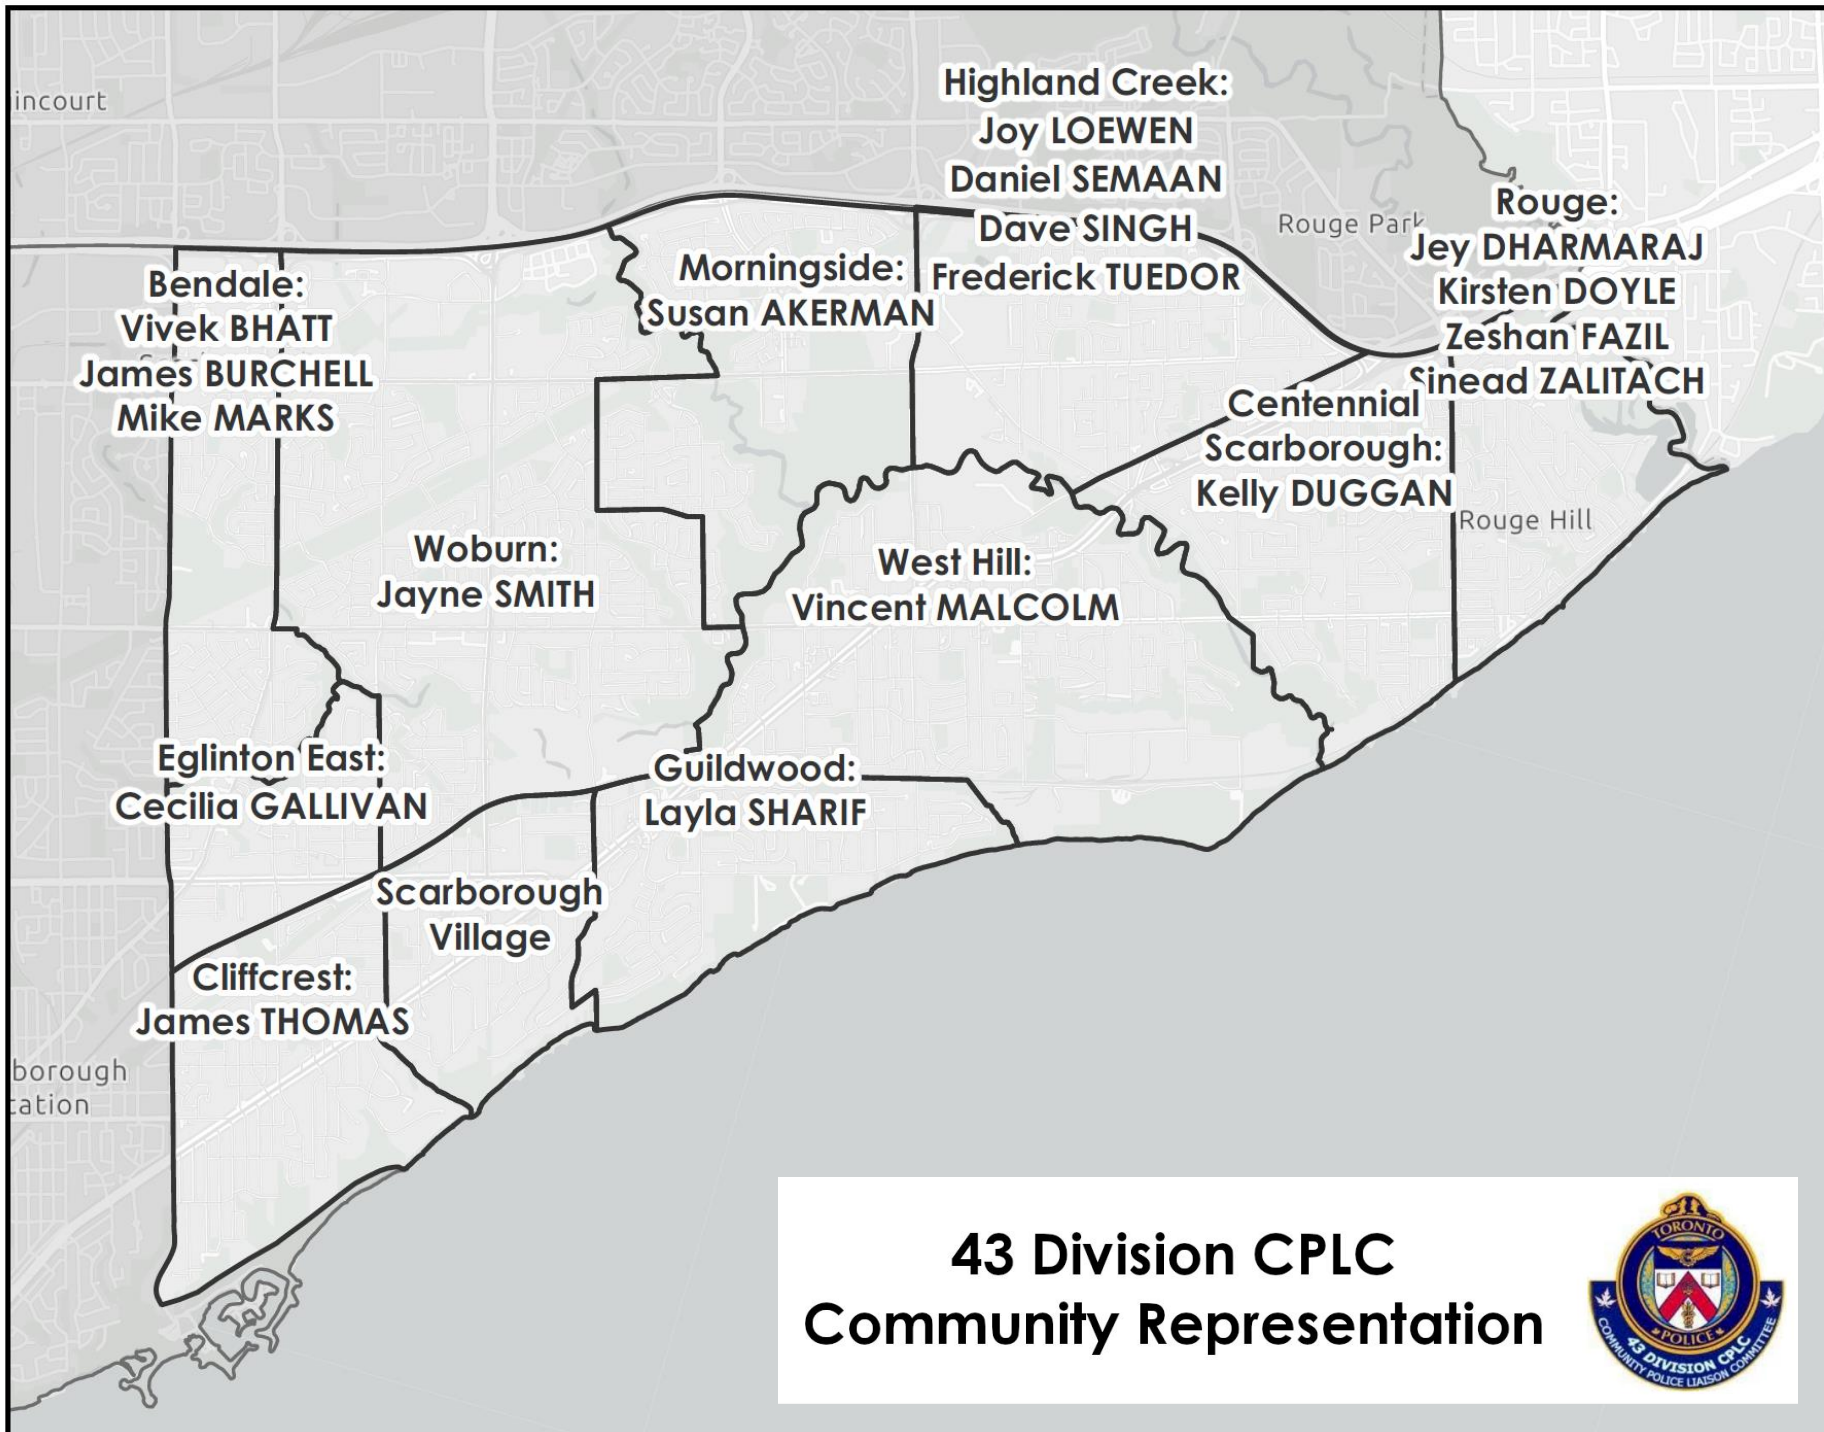 incourt
Highland Creek:
Joy LOEWEN
Daniel SEMAAN
Dave SINGH
Frederick TUEDOR
Rouge Park
Rouge:
Jey DHARMARAJ
Kirsten DOYLE
Zeshan FAZIL
Sinead ZALITACH
Bendale:
Vivek BHATT
James BURCHELL
Mike MARKS
Morningside:
Susan AKERMAN
Centennial
Scarborough:
Kelly DUGGAN
Rouge Hill
Woburn:
Jayne SMITH
West Hill:
Vincent MALCOLM
Eglinton East:
Cecilia GALLIVAN
Guildwood:
Layla SHARIF
Scarborough
Village
Cliffcrest:
James THOMAS
borough
tation
43 Division CPLC
Community Representation
TORONTO
POLICE
43 DIVISION CPLC
COMMUNITY POLICE LIAISON COMMITTEE